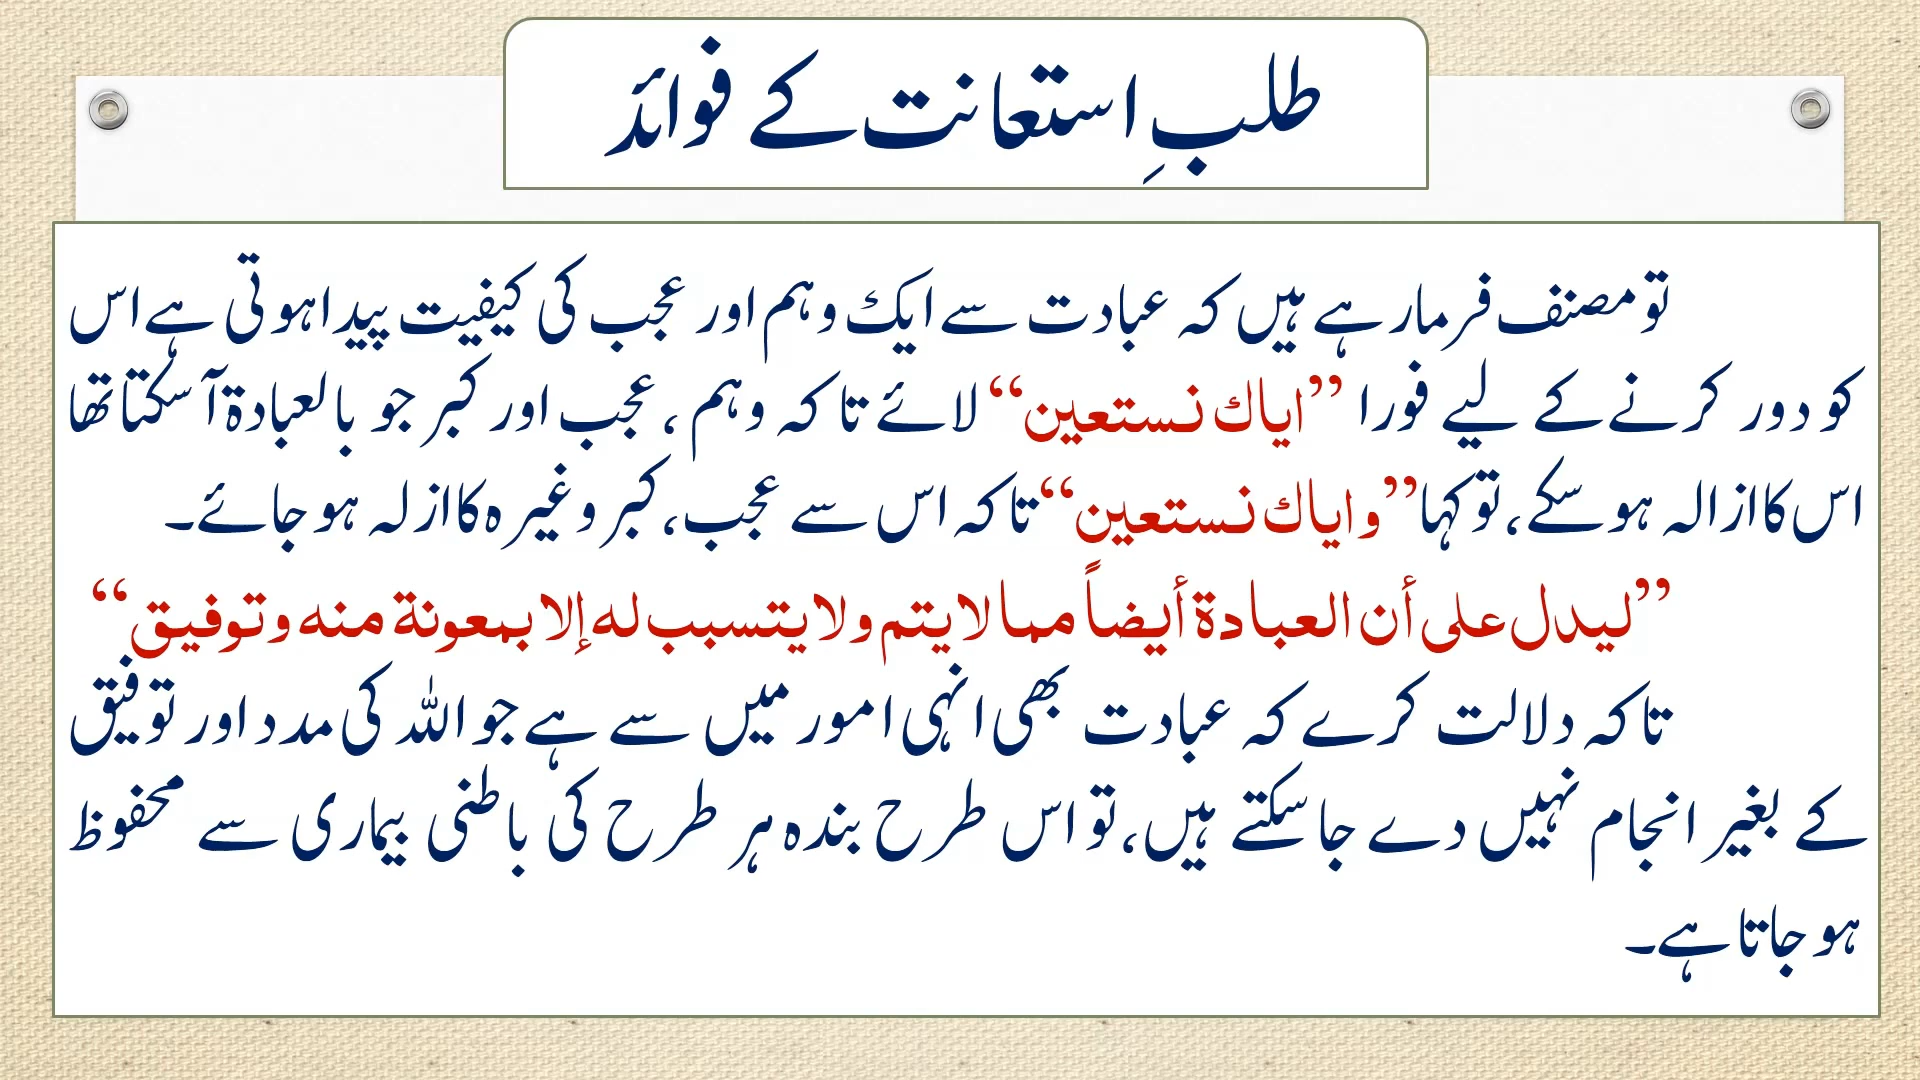 طلبِ استعانت کے فوائد
تو مصنف فرمارہے ہیں کہ عبادت سے ایک وہم اور عجب کی کیفیت پیدا ہوتی ہے اس
کو دور کرنے کے لیے فورا ’’ایاك نستعین‘‘ لائے تاکہ وہم، عجب اور کبر جو بالعبادۃ آسکتا تھا
اس کا ازالہ ہوسکے، تو کہا ’’وایاك نستعین‘‘ تاکہ اس سے عجب، کبر وغیرہ کا ازلہ ہوجائے۔
’’ليدل على أن العبادة أيضاً مما لا يتم ولا يتسبب له إلا بمعونة منه وتوفيق‘‘
تاکہ دلالت کرے کہ عبادت بھی انہی امور میں سے ہے جو اللہ کی مدد اور توفیق
کے بغیر انجام نہیں دے جاسکتے ہیں، تو اس طرح بندہ ہر طرح کی باطنی بیماری سے محفوظ
ہو جاتا ہے۔